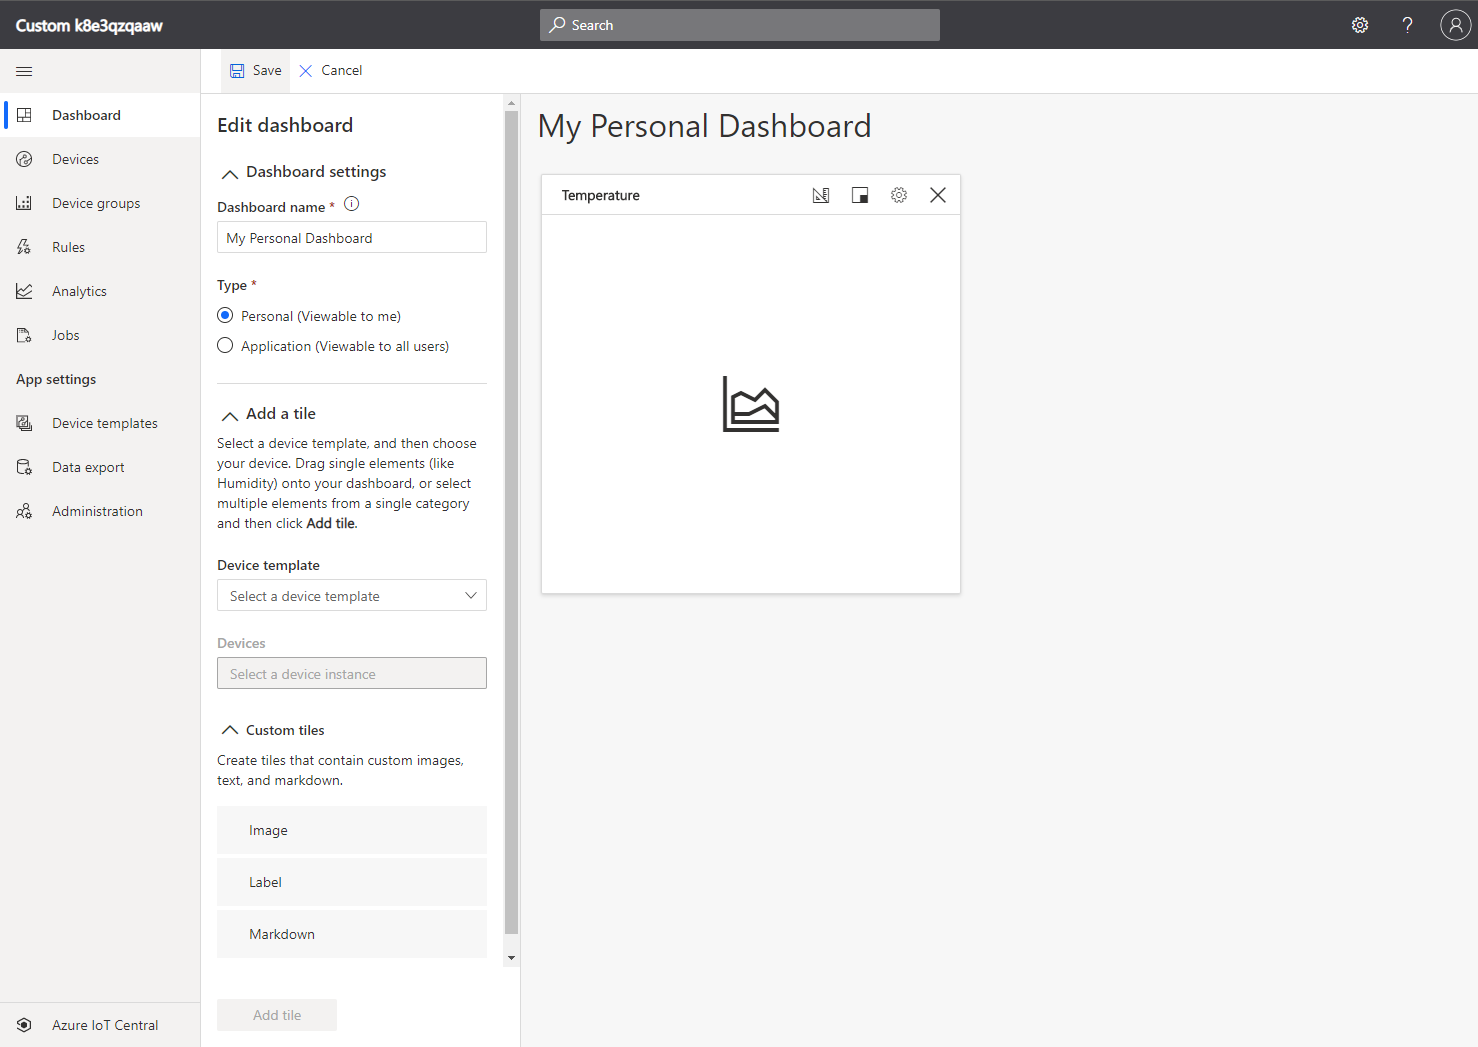 Custom k8e3qzqaaw
Search
Save
Cancel
Dashboard
Devices
Device groups
Rules
Analytics
Jobs
App settings
Device templates
Data export
Administration
Azure IoT Central
Edit dashboard
Dashboard settings
Dashboard name *
My Personal Dashboard
Type *
Personal (Viewable to me)
Application (Viewable to all users)
Add a tile
Select a device template, and then choose
your device. Drag single elements (like
Humidity) onto your dashboard, or select
multiple elements from a single category
and then click Add tile.
Device template
Select a device template
Devices
Select a device instance
Custom tiles
Create tiles that contain custom images,
text, and markdown.
Image
Label
Markdown
Add tile
My Personal Dashboard
Temperature